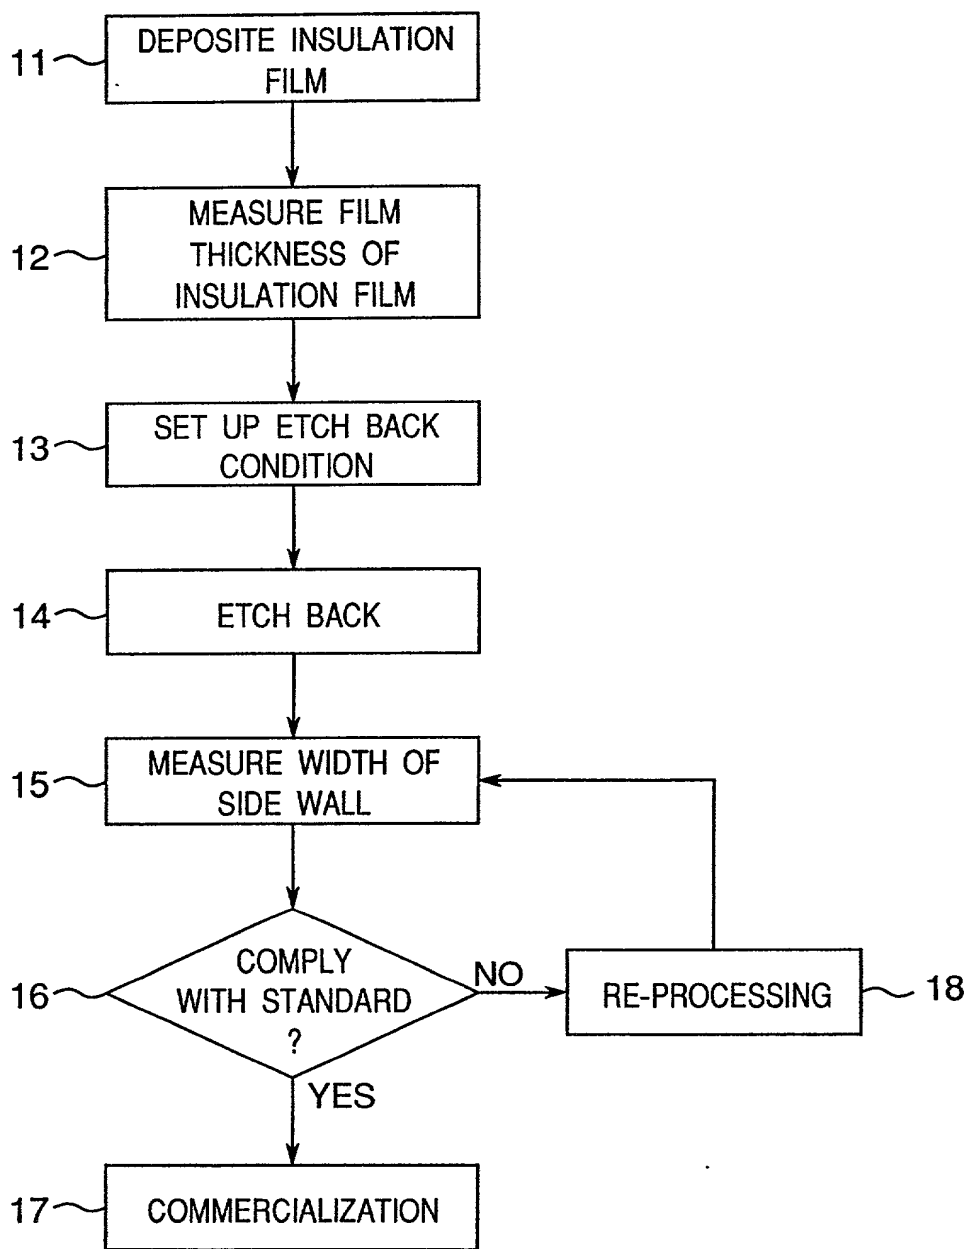 11
DEPOSITE INSULATION
FILM
12
MEASURE FILM
THICKNESS OF
INSULATION FILM
13
SET UP ETCH BACK
CONDITION
14
ETCH BACK
15
MEASURE WIDTH OF
SIDE WALL
16
COMPLY
WITH STANDARD
?
NO
RE-PROCESSING
18
YES
17
COMMERCIALIZATION